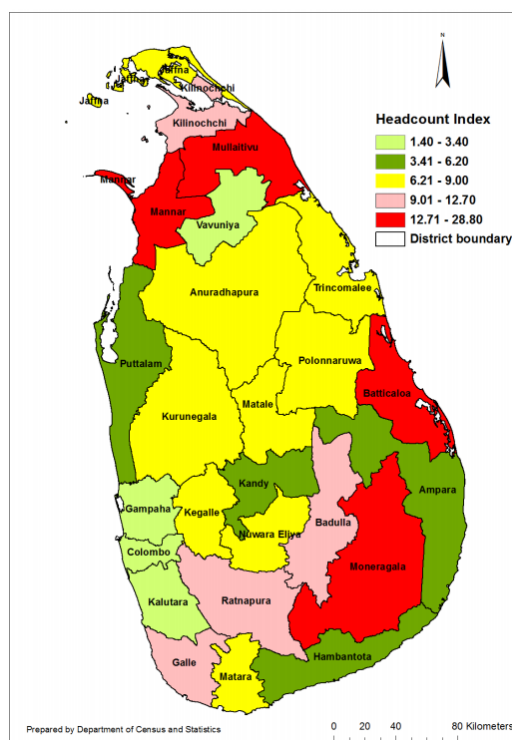 N
Jaffna
Jaffna
Jaffna
Kilinochchi
Kilinochchi
Mullaitivu
Mannar
Mannar
Vavuniya
Headcount Index
1.40 - 3.40
3.41 - 6.20
6.21 - 9.00
9.01 - 12.70
12.71 - 28.80
District boundary
Anuradhapura
Trincomalee
Puttalam
Polonnaruwa
Kurunegala
Matale
Batticaloa
Kandy
Ampara
Gampaha
Kegalle
Nuwara Eliya
Badulla
Colombo
Moneragala
Kalutara
Ratnapura
Galle
Hambantota
Matara
Prepared by Department of Census and Statistics
0 20 40 80 Kilometers